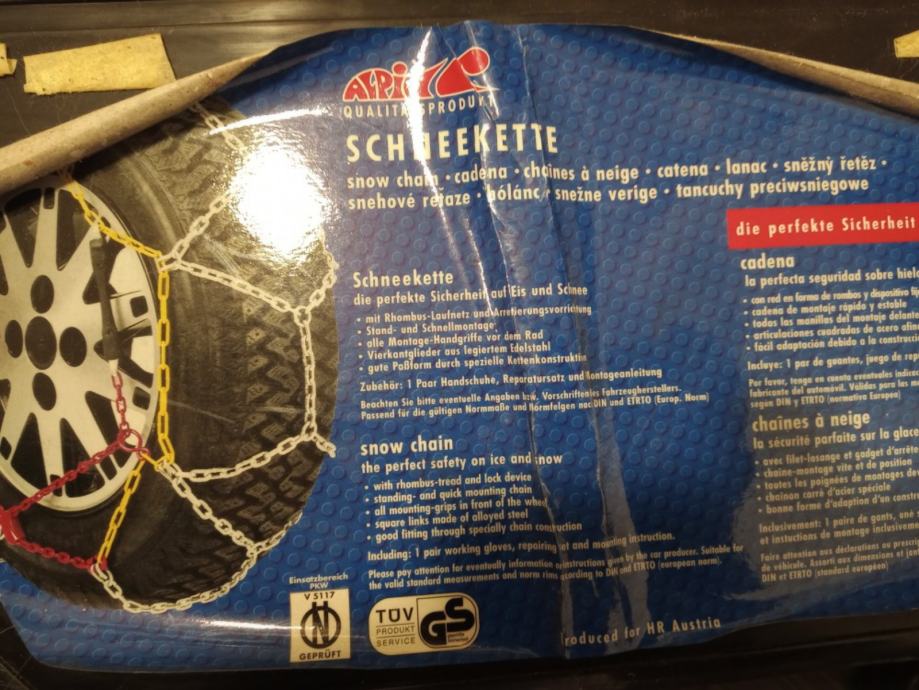 QUALITÄTSPRODUKT
SCHNEEKETTE
snow chain • cadena • chaînes à neige • catena • lanac • sněžný řetěz •
snehové reťaze • hólánc • snežne verige • tancuchy preciwsniegowe
die perfekte Sicherheit
Schneekette
die perfekte Sicherheit auf Eis und Schnee
• mit Rhombus-Laufnetz und Arretierungsvorrichtung
• Stand- und Schnellmontage
• alle Montage-Handgriffe vor dem Rad
• Vierkantglieder aus legiertem Edelstahl
• gute Paßform durch spezielle Kettenkonstruktin
Zubehör: 1 Paar Handschuhe, Reparatursatz und Montageanleitung
Beachten Sie bitte eventuelle Angaben bzw. Vorschriften des Fahrzeugherstellers.
Passend für die gültigen Normmaße und Normfelgen nach DIN und ETRTO (Europ. Norm)
snow chain
the perfect safety on ice and snow
• with rhombus-tread and lock device
• standing- and quick mounting chain
• all mounting-grips in front of the wheel
• square links made of alloyed steel
• good fitting through specially chain construction
Including: 1 pair working gloves, repairing set and mounting instruction.
Please pay attention for eventually information or instructions given by the car producer. Suitable for
the valid standard measurements and norm rims according to DIN and ETRTO (european norm).
cadena
la perfecta seguridad sobre hielo
• con red en forma de rombos y dispositivo
• cadena de montaje rápido y estable
• todos las manillas del montaje
• articulaciones cuadradas de acero
• fácil adaptación debido a la
Incluye: 1 par de guantes, juego de
Por favor, tenga en cuenta eventuales
fabricante del automóvil. Válidas para las
según DIN y ETRTO (normativa Europea)
chaînes à neige
la sécurité parfaite sur la glace
• avec filet-losange et gadget
• chaîne-montage vite et de position
• toutes les poignées de montages
• chaînon carré d'acier spéciale
• bonne forme d'adaption d'un
Inclusivement: 1 paire de gants,
et instuctions de montage
Faire attention aux déclarations ou
de véhicule. Assorti aux dimensions et
DIN et ETRTO (standard européen)
Einsatzbereich
PKW
V 5117
GEPRÜFT
TÜV
PRODUKT
SERVICE
GS
Produced for HR Austria